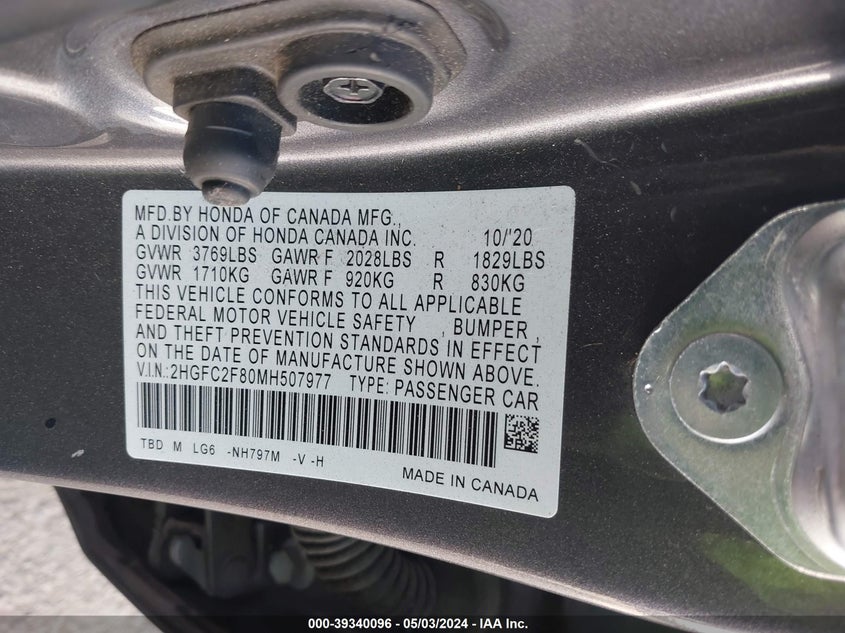 MFD.BY HONDA OF CANADA MFG.,
A DIVISION OF HONDA CANADA INC. 10/'20
GVWR 3769LBS GAWR F 2028LBS R 1829LBS
GVWR 1710KG GAWR F 920KG R 830KG
THIS VEHICLE CONFORMS TO ALL APPLICABLE
FEDERAL MOTOR VEHICLE SAFETY , BUMPER ,
AND THEFT PREVENTION STANDARDS IN EFFECT
ON THE DATE OF MANUFACTURE SHOWN ABOVE.
V.I.N.:2HGFC2F80MH507977 TYPE: PASSENGER CAR
TBD M LG6 -NH797M -V -H
MADE IN CANADA
000-39340096 - 05/03/2024 - IAA Inc.